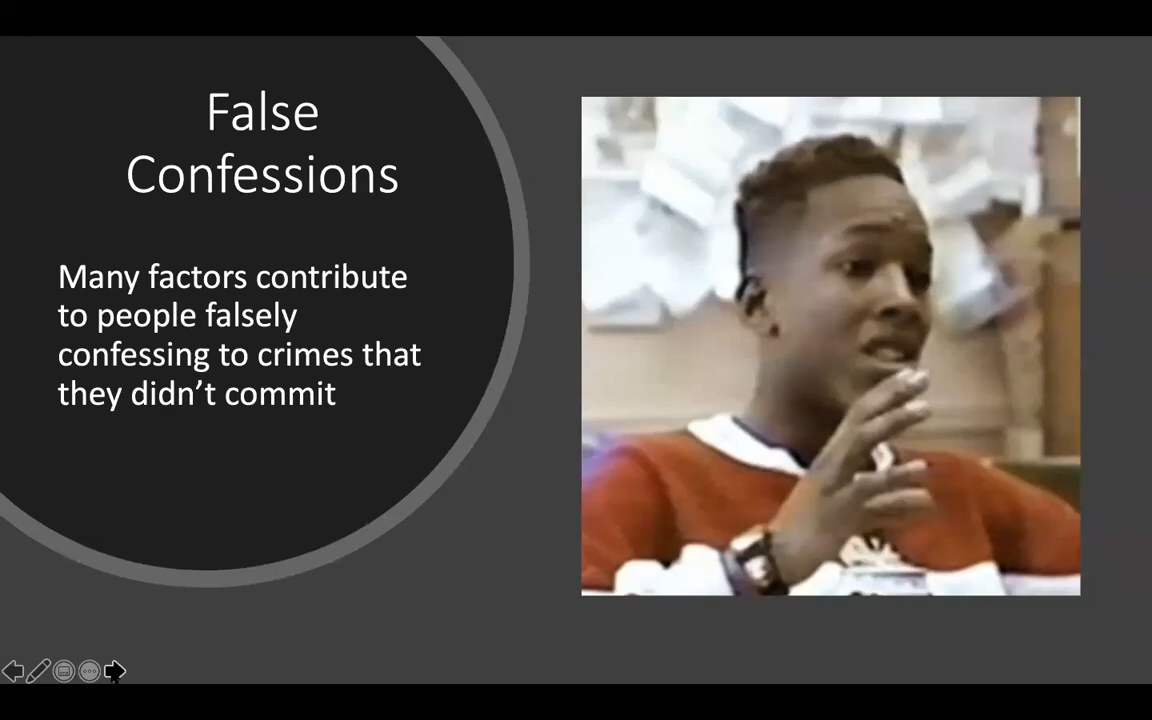 False
Confessions
Many factors contribute
to people falsely
confessing to crimes that
they didn’t commit